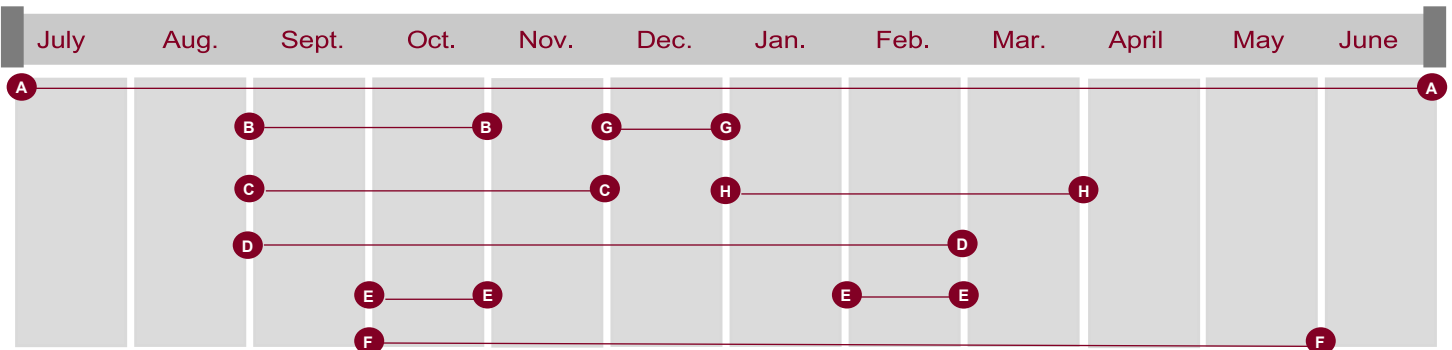 July Aug. Sept. Oct. Nov. Dec. Jan. Feb. Mar. April May June
A A
B B G G
C C H H
D D
E E E E
F F